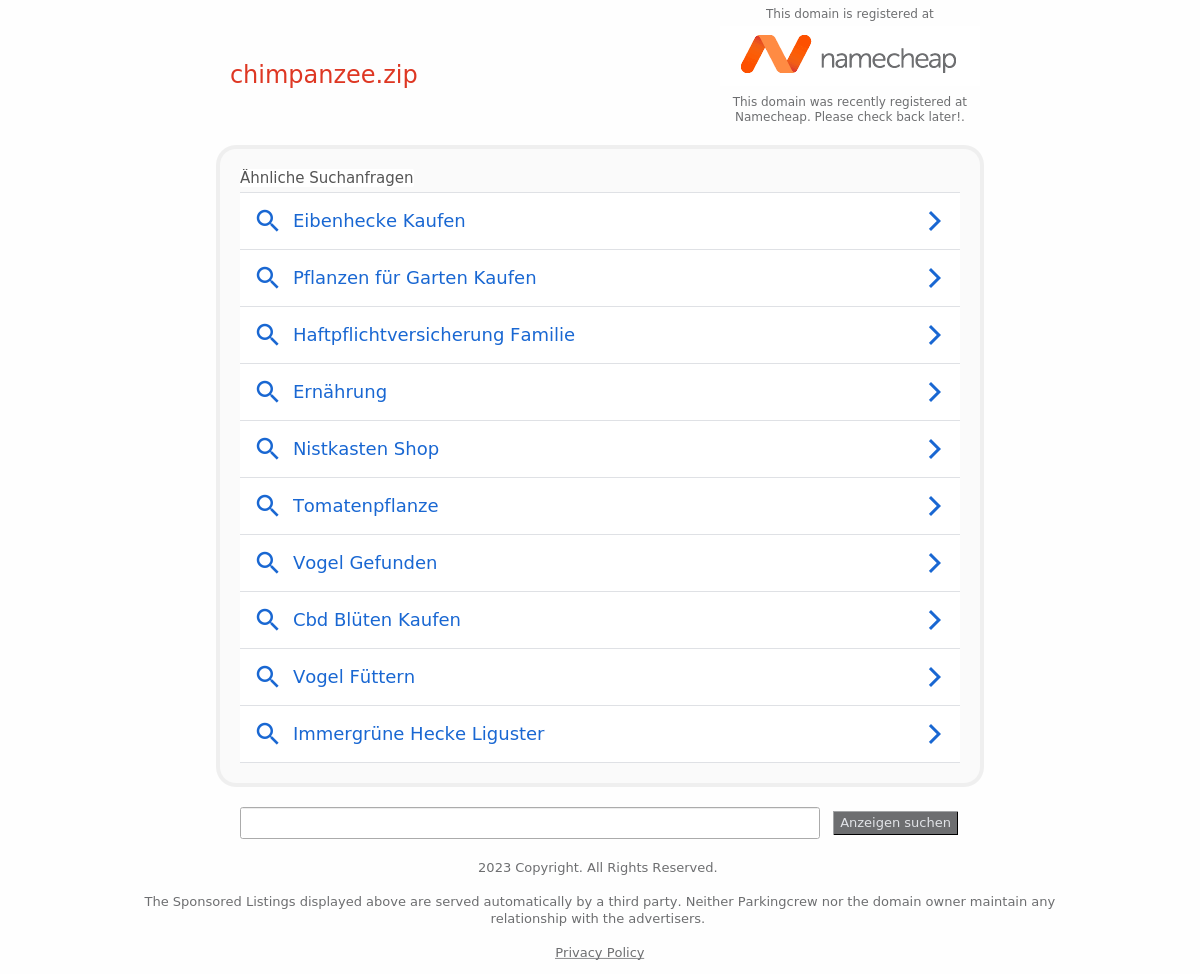 This domain is registered at
namecheap
chimpanzee.zip
This domain was recently registered at
Namecheap. Please check back later!.
Ähnliche Suchanfragen
Eibenhecke Kaufen
Pflanzen für Garten Kaufen
Haftpflichtversicherung Familie
Ernährung
Nistkasten Shop
Tomatenpflanze
Vogel Gefunden
Cbd Blüten Kaufen
Vogel Füttern
Immergrüne Hecke Liguster
Anzeigen suchen
2023 Copyright. All Rights Reserved.
The Sponsored Listings displayed above are served automatically by a third party. Neither Parkingcrew nor the domain owner maintain any
relationship with the advertisers.
Privacy Policy